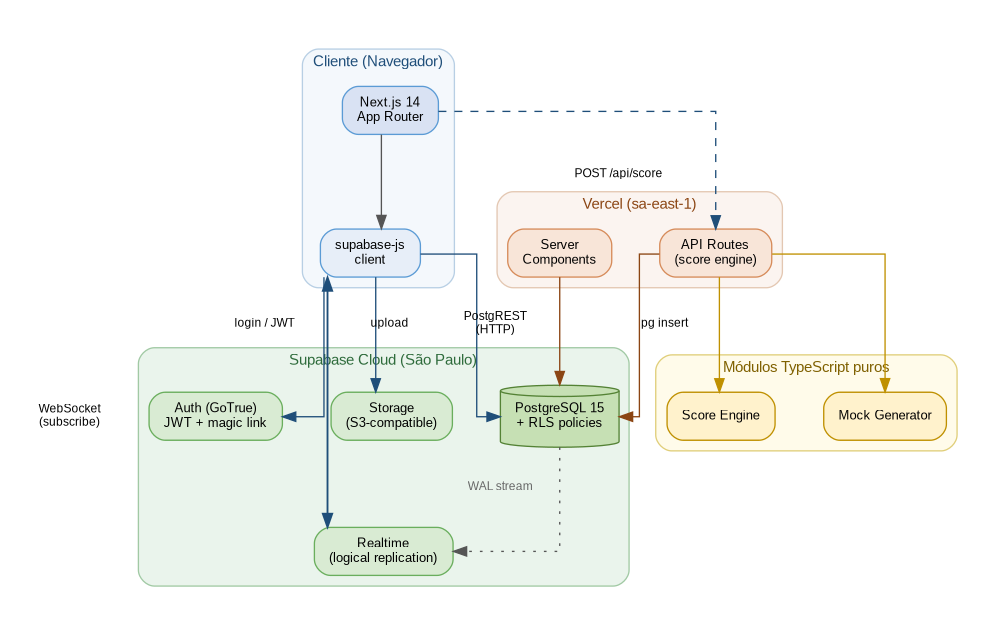 Cliente (Navegador)
Next.js 14
App Router
POST /api/score
Vercel (sa-east-1)
supabase-js
client
Server
Components
API Routes
(score engine)
login / JWT
upload
PostgREST
(HTTP)
pg insert
Supabase Cloud (São Paulo)
Módulos TypeScript puros
WebSocket
(subscribe)
Auth (GoTrue)
JWT + magic link
Storage
(S3-compatible)
PostgreSQL 15
+ RLS policies
Score Engine
Mock Generator
WAL stream
Realtime
(logical replication)